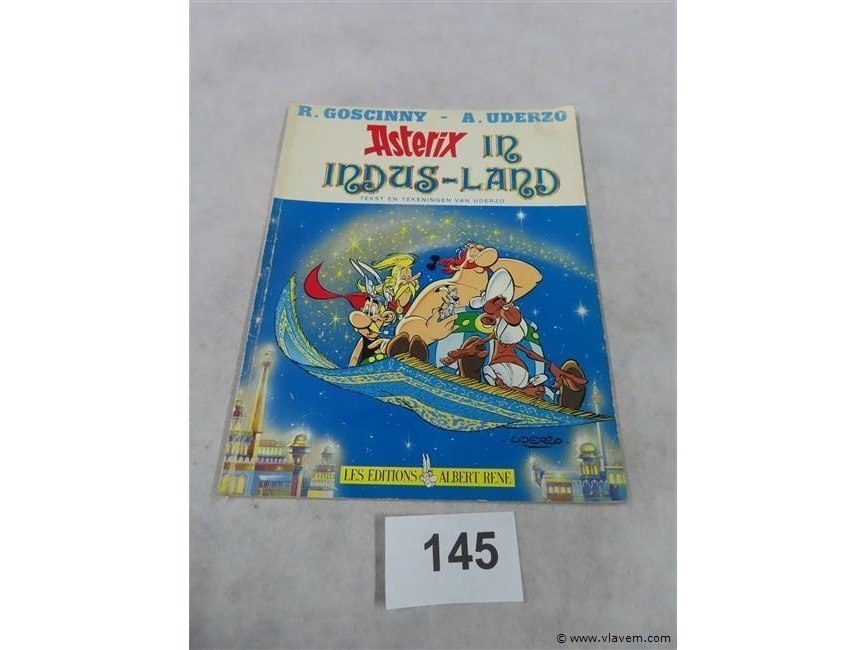 R. GOSCINNY - A. UDERZO
Asterix IN
INDUS-LAND
TEKST EN TEKENINGEN VAN UDERZO
UDERZO
LES EDITIONS ALBERT RENE
145
© www.vlavem.com